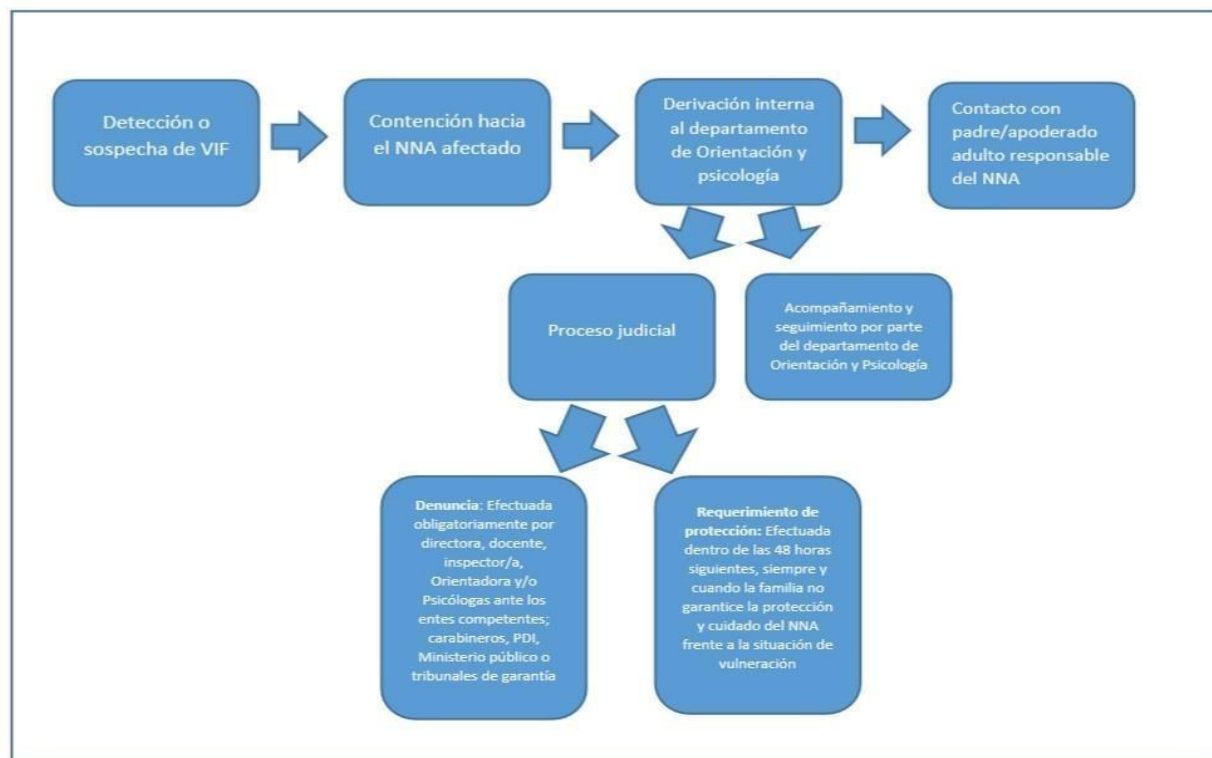 Detección o
sospecha de VIF
Contención hacia
el NNA afectado
Derivación interna
al departamento
de Orientación y
psicología
Contacto con
padre/apoderado
adulto responsable
del NNA
Proceso judicial
Acompañamiento y
seguimiento por parte
del departamento de
Orientación y Psicología
Denuncia: Efectuada
obligatoriamente por
directora, docente,
inspector/a,
Orientadora y/o
Psicólogas ante los
entes competentes;
carabineros, PDI,
Ministerio público o
tribunales de garantía
Requerimiento de
protección: Efectuada
dentro de las 48 horas
siguientes, siempre y
cuando la familia no
garantice la protección
y cuidado del NNA
frente a la situación de
vulneración